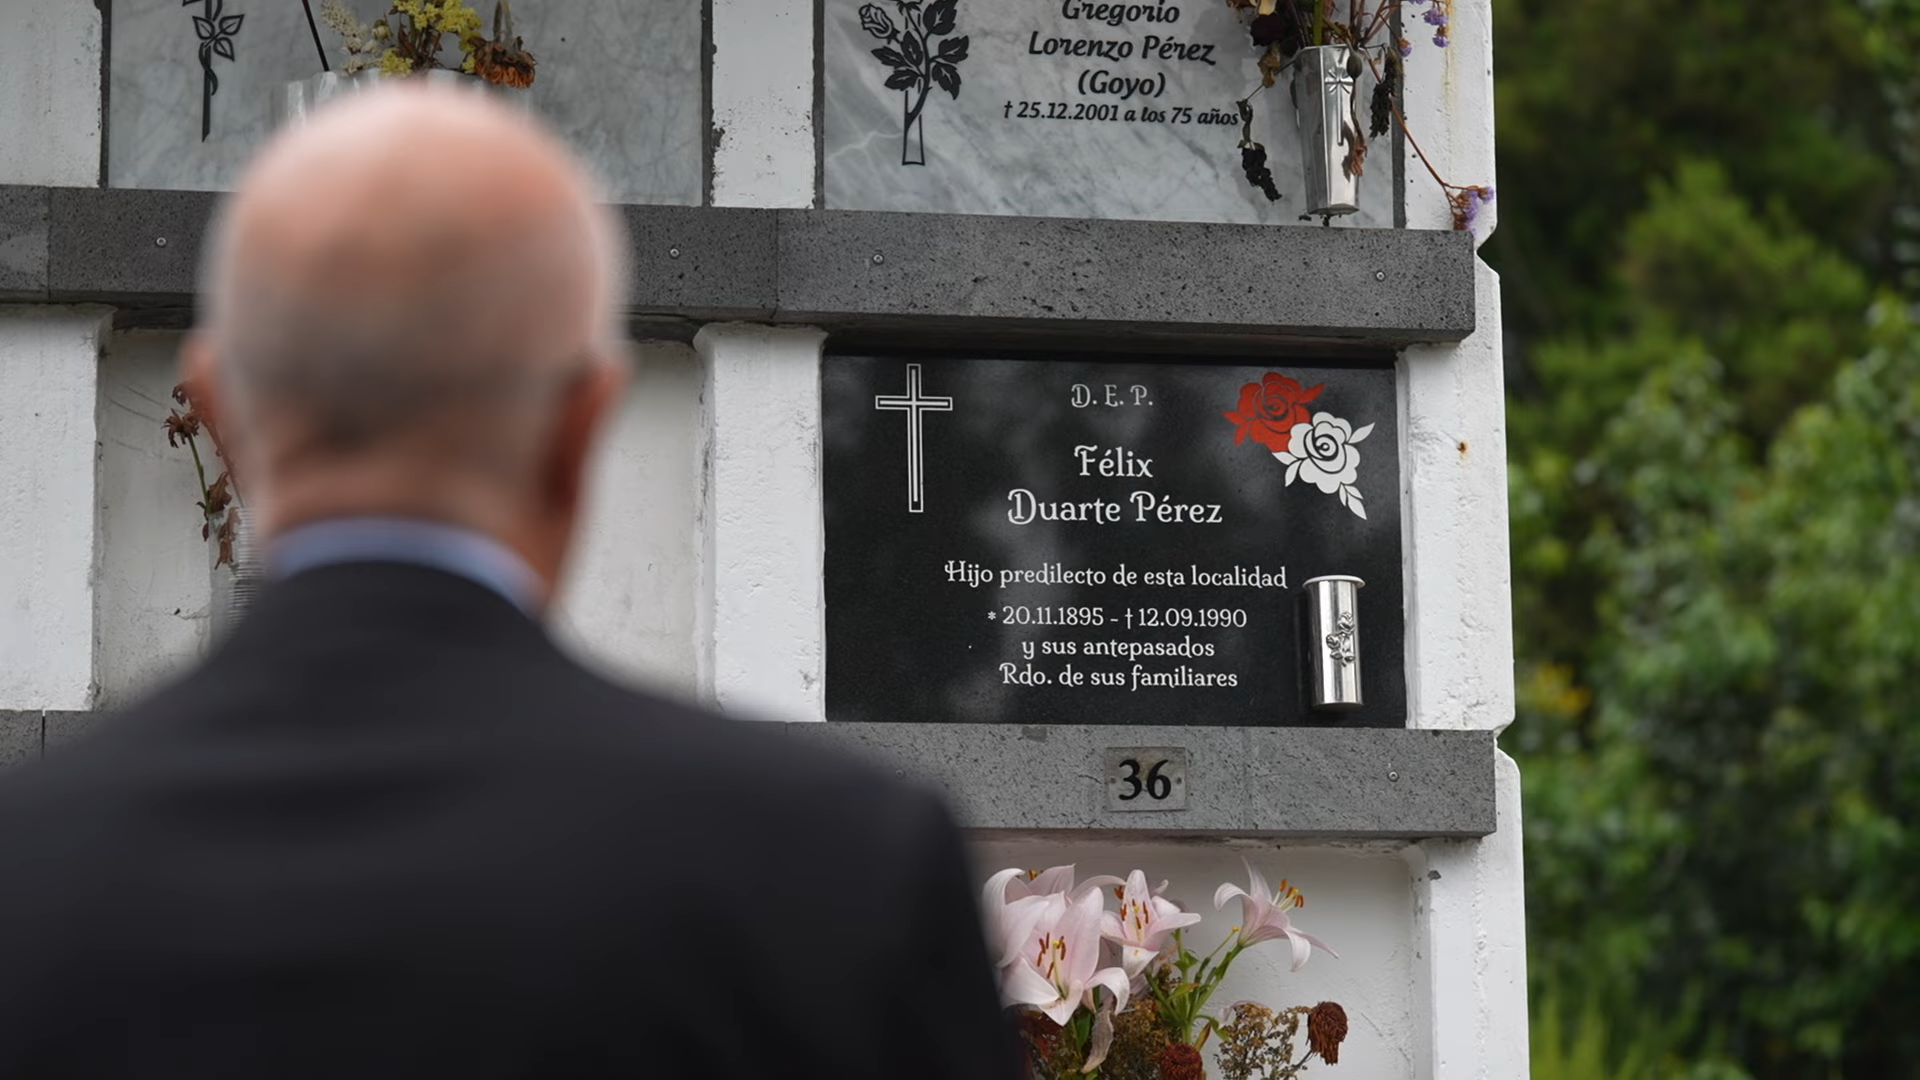 Gregorio
Lorenzo Pérez
(Goyo)
† 25.12.2001 a los 75 años
D. E. P.
Félix
Duarte Pérez
Hijo predilecto de esta localidad
* 20.11.1895 - † 12.09.1990
y sus antepasados
Rdo. de sus familiares
36